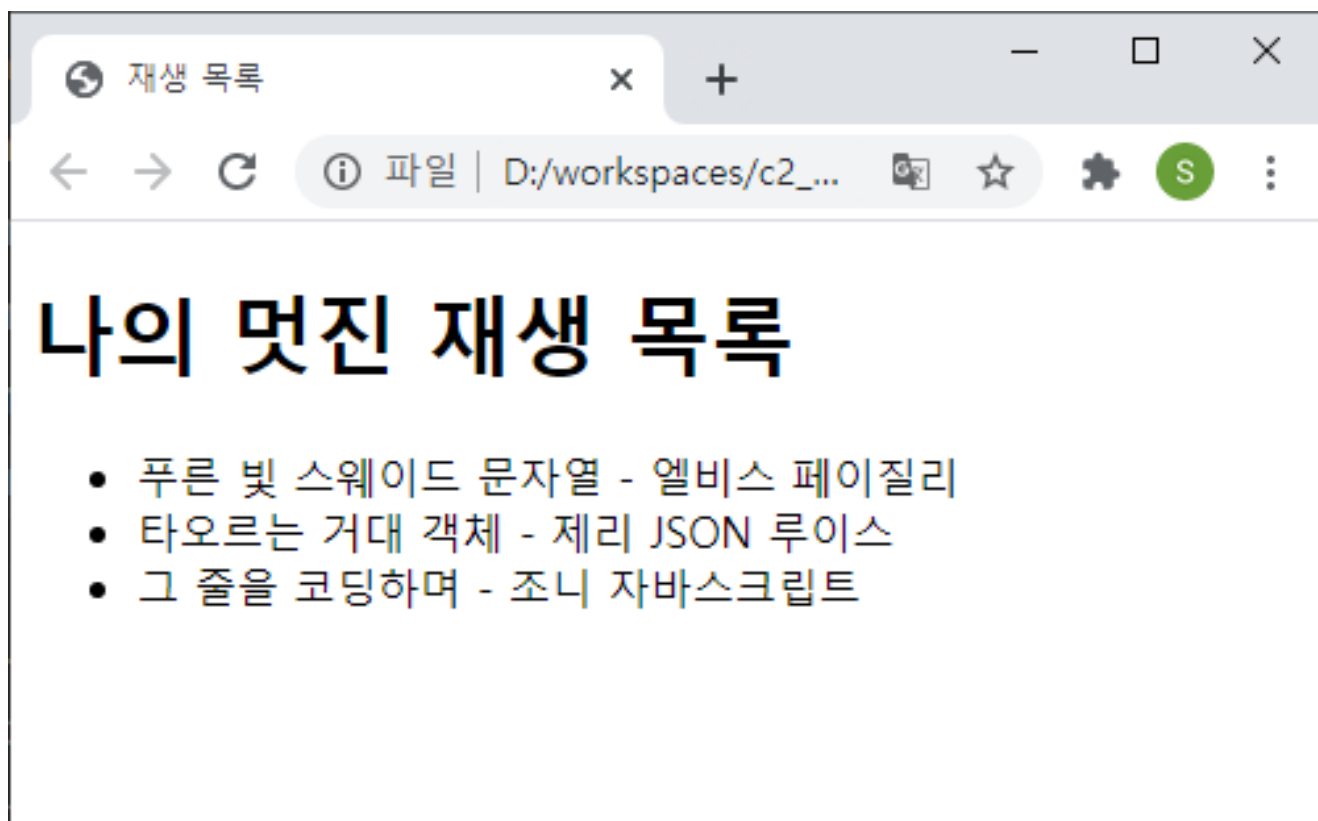 재생 목록
파일 D:/workspaces/c2_...
S
나의 멋진 재생 목록
푸른 빛 스웨이드 문자열 - 엘비스 페이질리
타오르는 거대 객체 - 제리 JSON 루이스
그 줄을 코딩하며 - 조니 자바스크립트